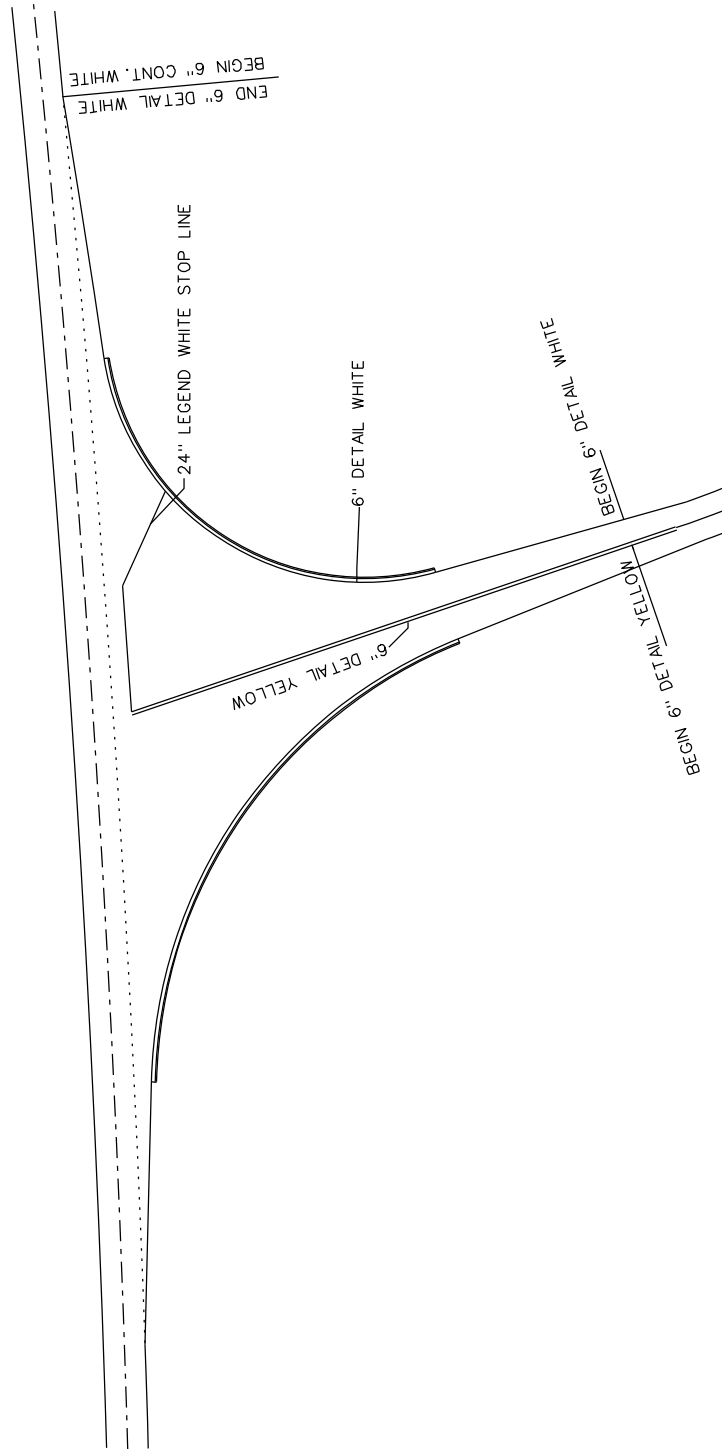 BEGIN 6" CONT. WHITE
END 6" DETAIL WHITE
24" LEGEND WHITE STOP LINE
6" DETAIL WHITE
BEGIN 6" DETAIL WHITE
6" DETAIL YELLOW
BEGIN 6" DETAIL YELLOW